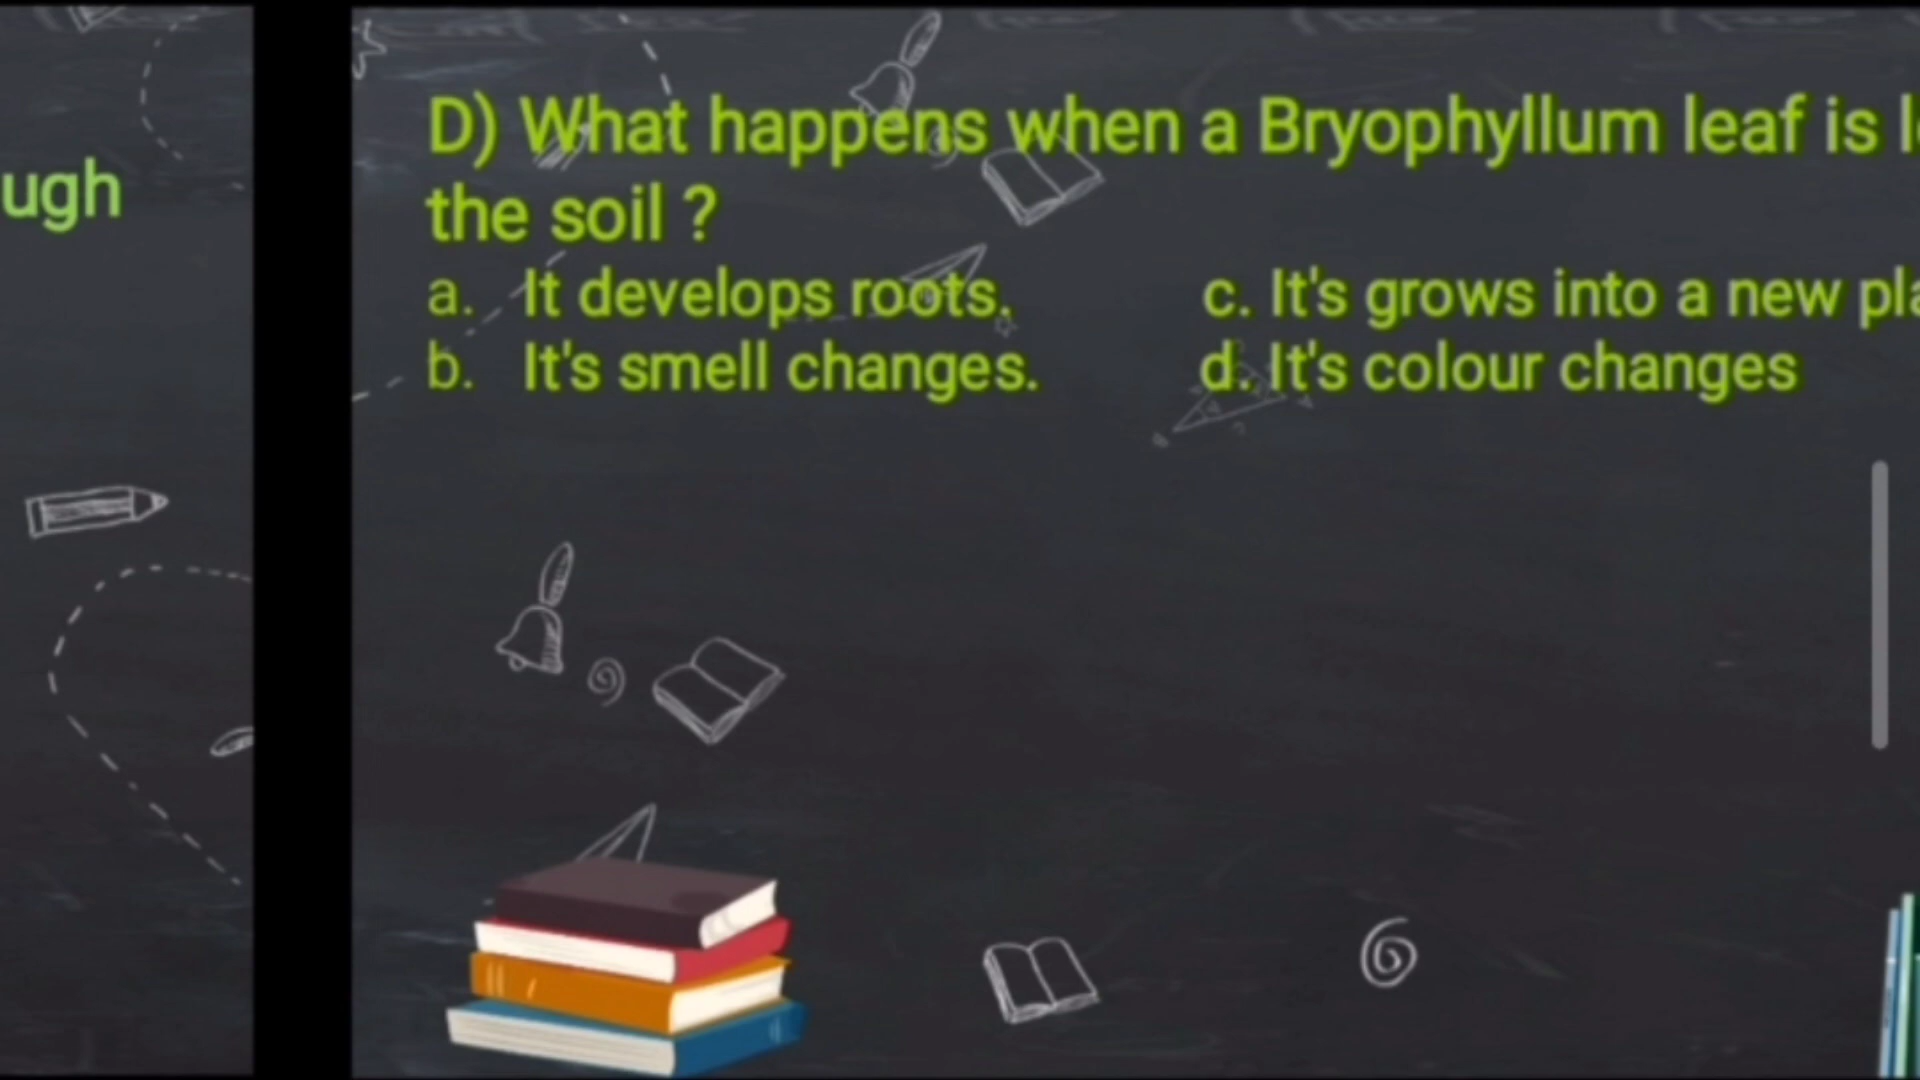 ugh
D) What happens when a Bryophyllum leaf is
the soil ?
a. It develops roots.
c. It's grows into a new
b. It's smell changes.
d. It's colour changes